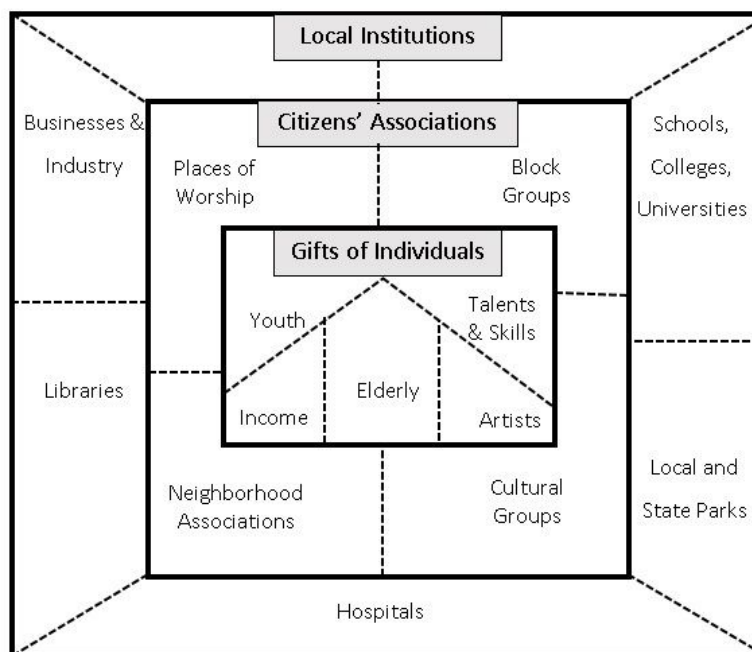 Local Institutions
Businesses &
Industry
Citizens’ Associations
Schools,
Colleges,
Universities
Places of
Worship
Block
Groups
Gifts of Individuals
Youth
Talents
& Skills
Libraries
Income
Elderly
Artists
Neighborhood
Associations
Cultural
Groups
Local and
State Parks
Hospitals